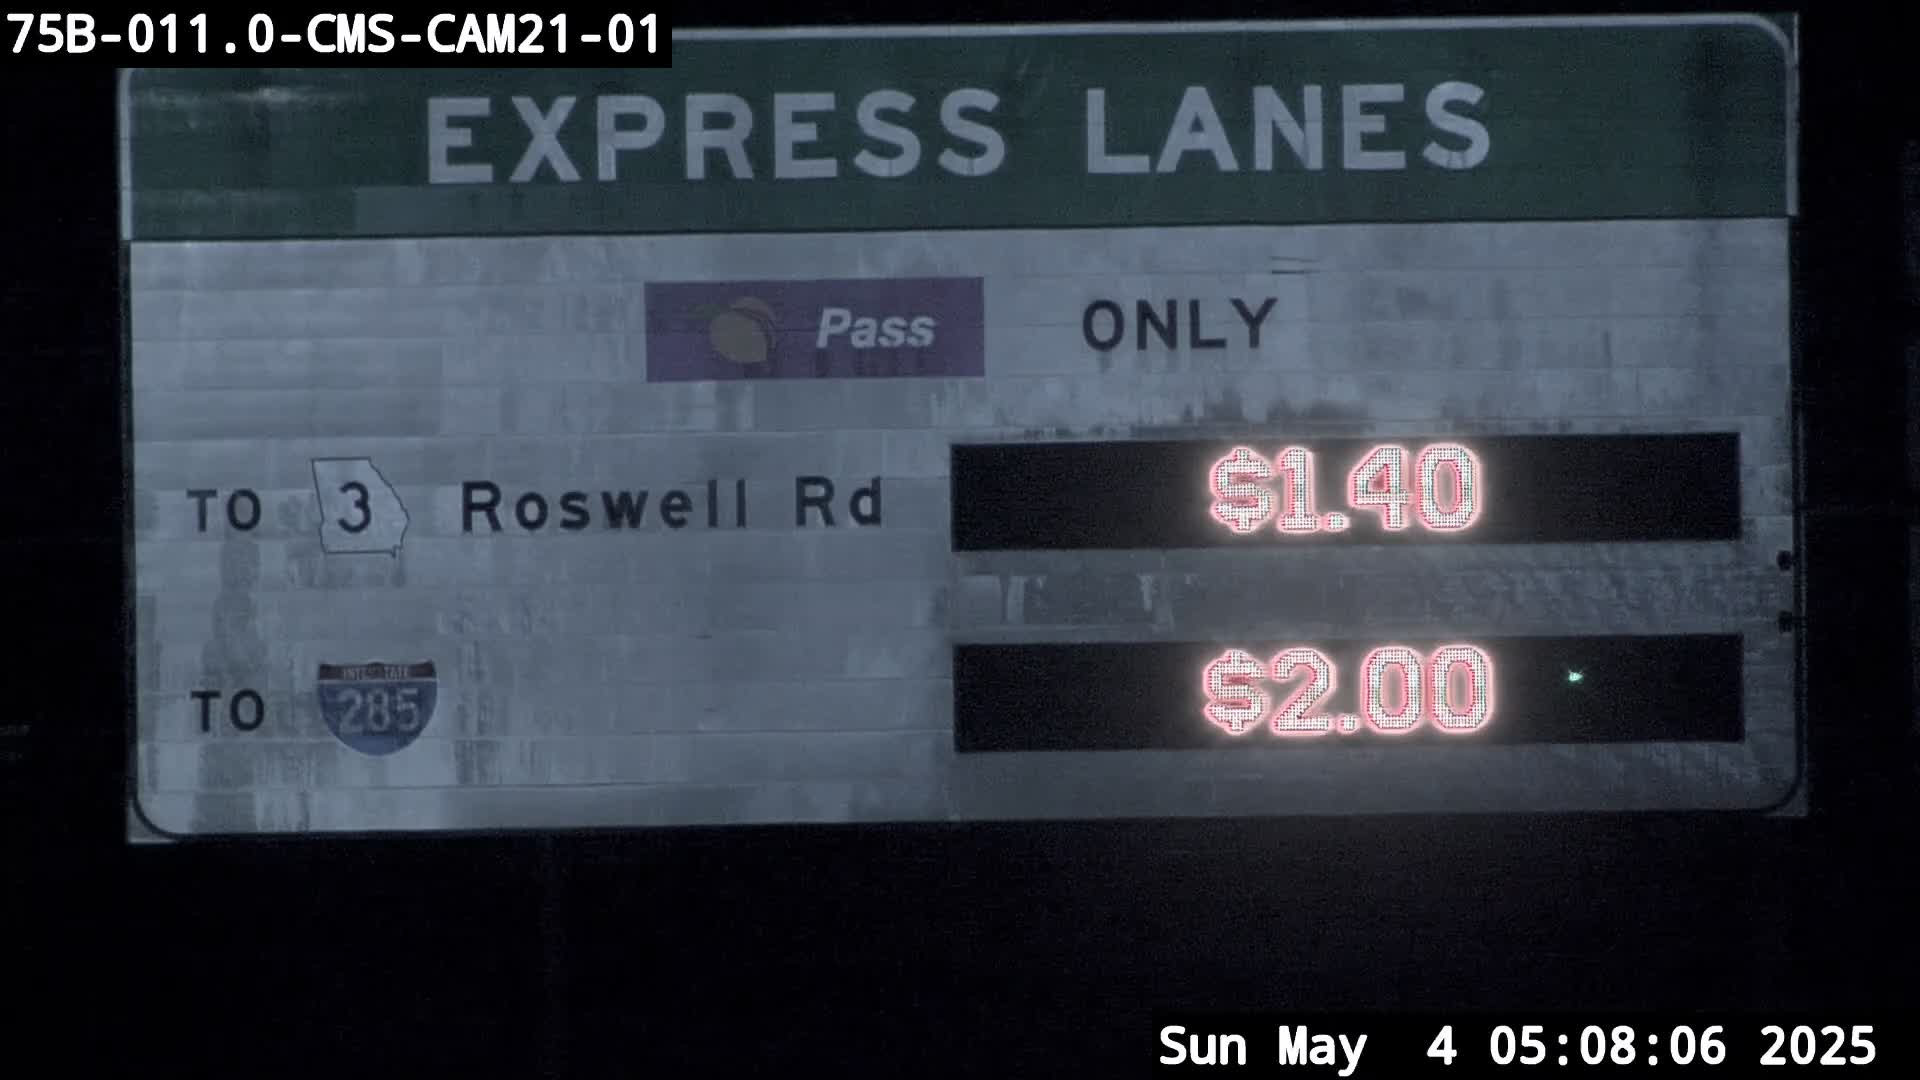 75B-011.0-CMS-CAM21-01
EXPRESS LANES
Pass ONLY
TO 3 Roswell Rd $1.40
INTERSTATE
TO 285 $2.00
Sun May 4 05:08:06 2025